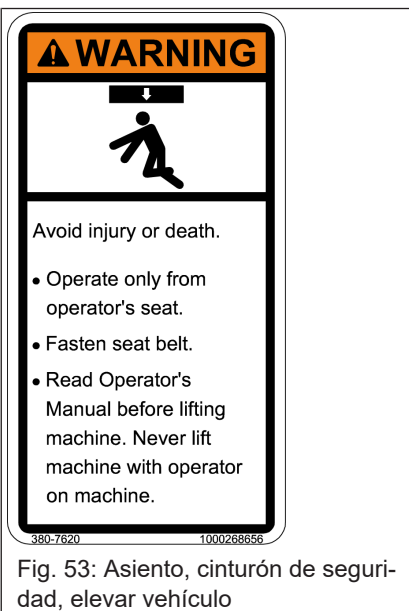 WARNING
Avoid injury or death.
• Operate only from
operator's seat.
• Fasten seat belt.
• Read Operator's
Manual before lifting
machine. Never lift
machine with operator
on machine.
380-7620 1000268656
Fig. 53: Asiento, cinturón de seguri-
dad, elevar vehículo